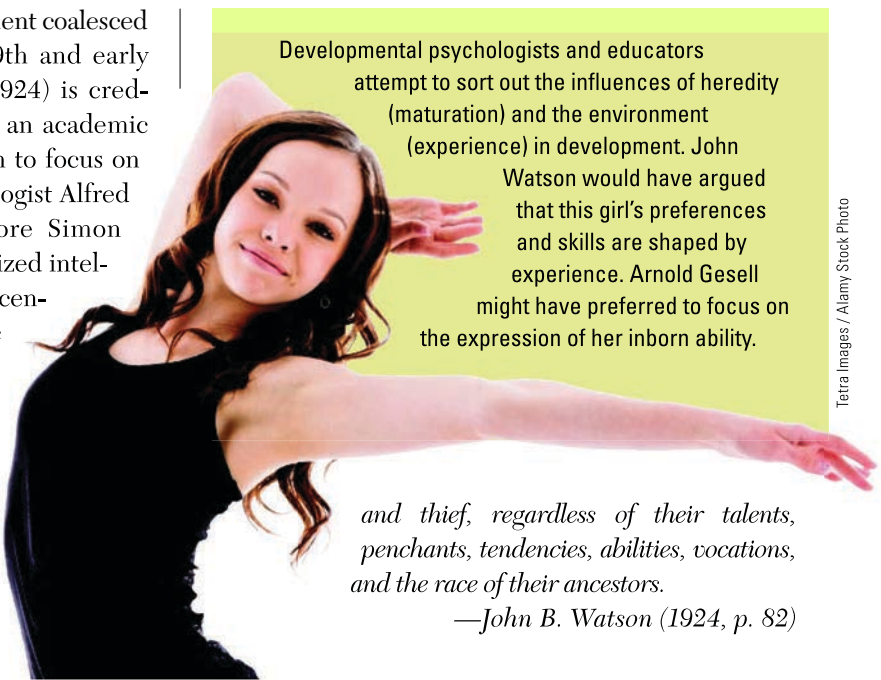 ent coalesced
9th and early
924) is cred-
an academic
n to focus on
ogist Alfred
ore Simon
ized intel-
cen-
Developmental psychologists and educators
attempt to sort out the influences of heredity
(maturation) and the environment
(experience) in development. John
Watson would have argued
that this girl’s preferences
and skills are shaped by
experience. Arnold Gesell
might have preferred to focus on
the expression of her inborn ability.
Tetra Images / Alamy Stock Photo
and thief, regardless of their talents,
penchants, tendencies, abilities, vocations,
and the race of their ancestors.
—John B. Watson (1924, p. 82)